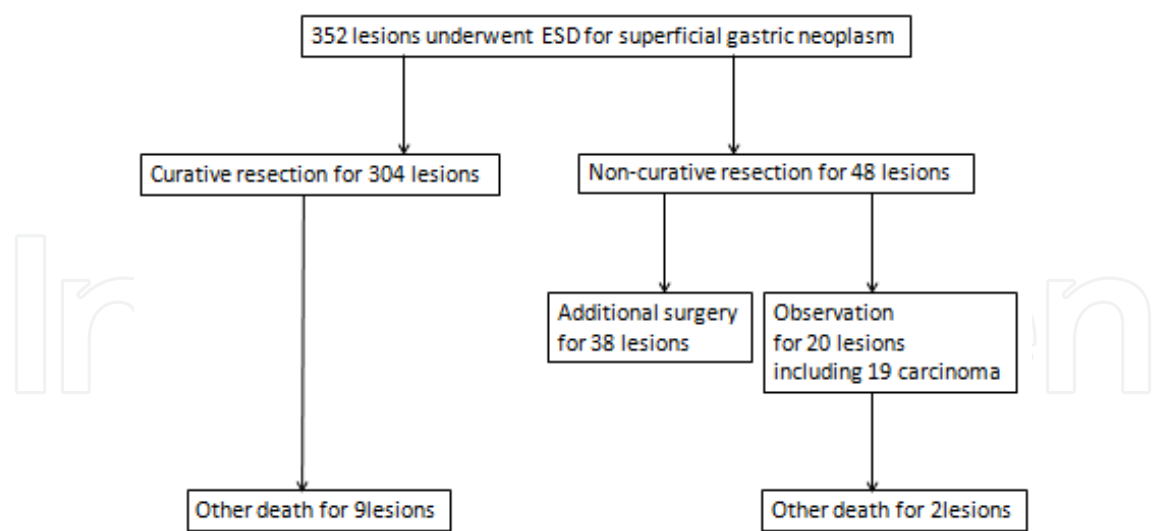 352 lesions underwent ESD for superficial gastric neoplasm
Curative resection for 304 lesions
Non-curative resection for 48 lesions
Additional surgery
for 38 lesions
Observation
for 20 lesions
including 19 carcinoma
Other death for 9lesions
Other death for 2lesions
In
en